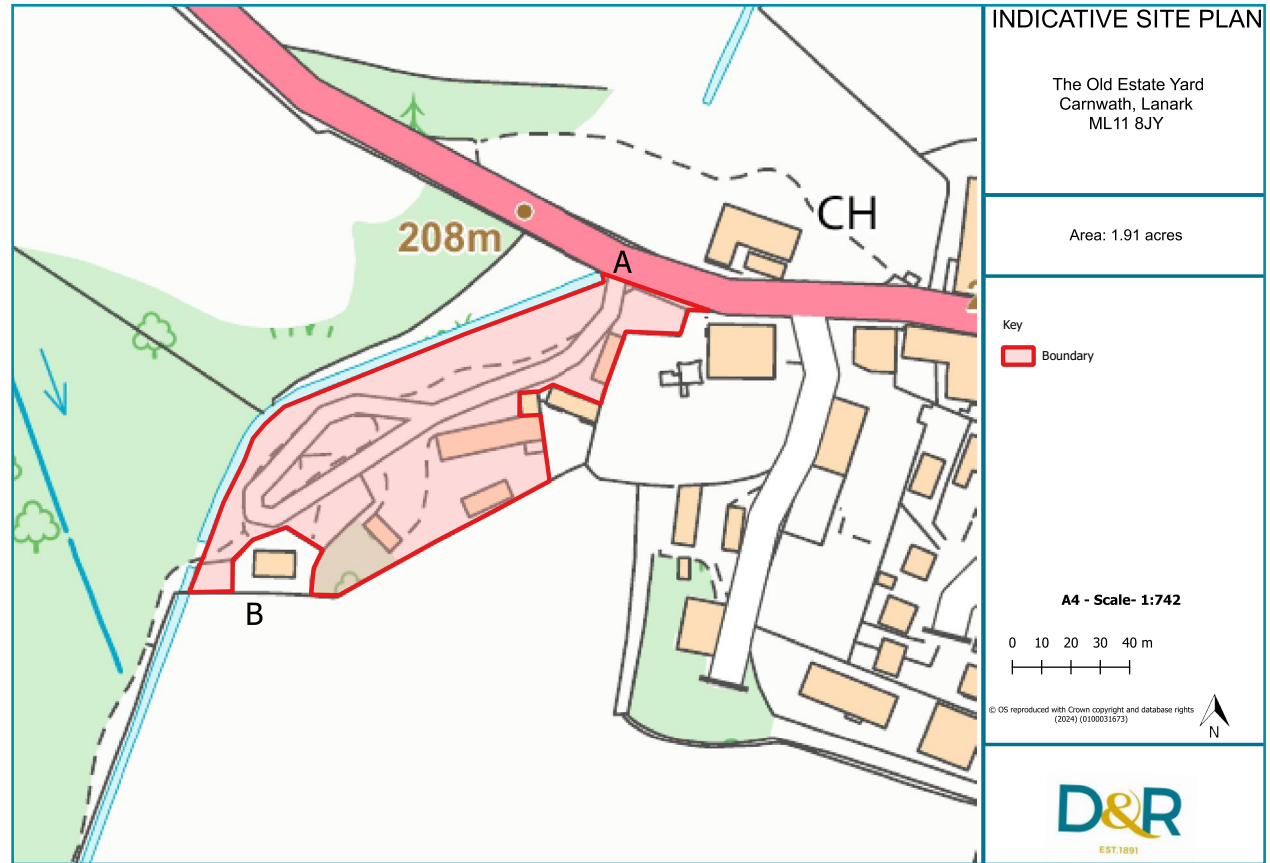 INDICATIVE SITE PLAN
The Old Estate Yard
Carnwath, Lanark
ML11 8JY
Area: 1.91 acres
Key
Boundary
A4 - Scale- 1:742
0 10 20 30 40 m
© OS reproduced with Crown copyright and database rights
(2024) (0100031673)
N
D&R
EST.1891
CH
208m
A
B